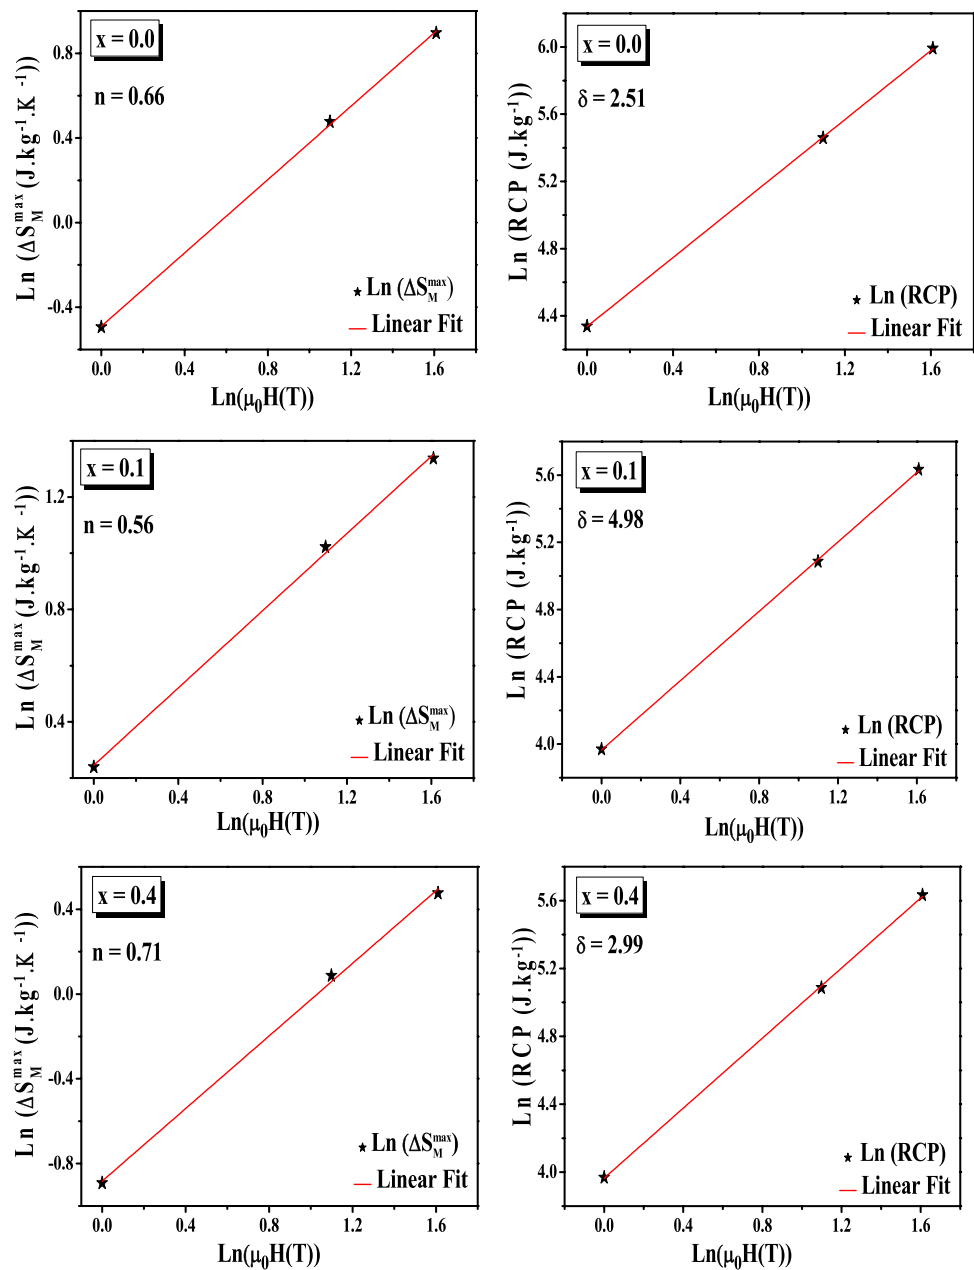 x = 0.0
n = 0.66
Ln (ΔS_M^max (J.kg⁻¹.K⁻¹))
0.8
0.4
0.0
-0.4
★ Ln (ΔS_M^max)
— Linear Fit
0.0 0.4 0.8 1.2 1.6
Ln(μ₀H(T))
x = 0.0
δ = 2.51
Ln (RCP (J.kg⁻¹))
6.0
5.6
5.2
4.8
4.4
★ Ln (RCP)
— Linear Fit
0.0 0.4 0.8 1.2 1.6
Ln(μ₀H(T))
x = 0.1
n = 0.56
Ln (ΔS_M^max (J.kg⁻¹.K⁻¹))
1.2
0.8
0.4
★ Ln (ΔS_M^max)
— Linear Fit
0.0 0.4 0.8 1.2 1.6
Ln(μ₀H(T))
x = 0.1
δ = 4.98
Ln (RCP (J.kg⁻¹))
5.6
5.2
4.8
4.4
4.0
★ Ln (RCP)
— Linear Fit
0.0 0.4 0.8 1.2 1.6
Ln(μ₀H(T))
x = 0.4
n = 0.71
Ln (ΔS_M^max (J.kg⁻¹.K⁻¹))
0.4
0.0
-0.4
-0.8
★ Ln (ΔS_M^max)
— Linear Fit
0.0 0.4 0.8 1.2 1.6
Ln(μ₀H(T))
x = 0.4
δ = 2.99
Ln (RCP (J.kg⁻¹))
5.6
5.2
4.8
4.4
4.0
★ Ln (RCP)
— Linear Fit
0.0 0.4 0.8 1.2 1.6
Ln(μ₀H(T))